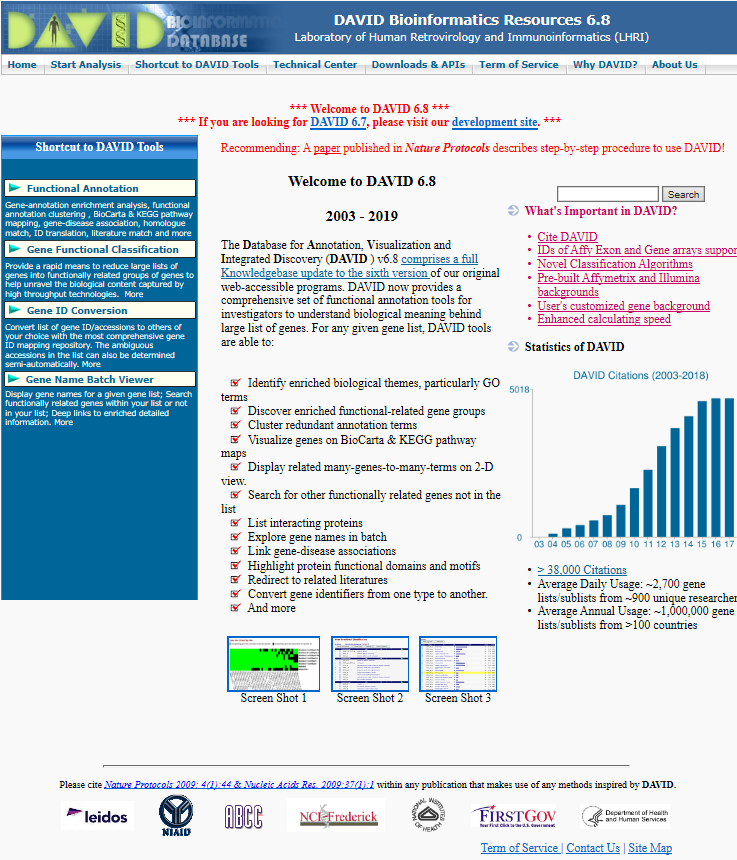 DAVID BIOINFORMATICS
DATABASE
DAVID Bioinformatics Resources 6.8
Laboratory of Human Retrovirology and Immunoinformatics (LHRI)
Home Start Analysis Shortcut to DAVID Tools Technical Center Downloads & APIs Term of Service Why DAVID? About Us
*** Welcome to DAVID 6.8 ***
*** If you are looking for DAVID 6.7, please visit our development site. ***
Shortcut to DAVID Tools
Functional Annotation
Gene-annotation enrichment analysis, functional
annotation clustering , BioCarta & KEGG pathway
mapping, gene-disease association, homologue
match, ID translation, literature match and more
Gene Functional Classification
Provide a rapid means to reduce large lists of
genes into functionally related groups of genes to
help unravel the biological content captured by
high throughput technologies. More
Gene ID Conversion
Convert list of gene ID/accessions to others of
your choice with the most comprehensive gene
ID mapping repository. The ambiguous
accessions in the list can also be determined
semi-automatically. More
Gene Name Batch Viewer
Display gene names for a given gene list; Search
functionally related genes within your list or not
in your list; Deep links to enriched detailed
information. More
Recommending: A paper published in Nature Protocols describes step-by-step procedure to use DAVID!
Welcome to DAVID 6.8
2003 - 2019
The Database for Annotation, Visualization and
Integrated Discovery (DAVID ) v6.8 comprises a full
Knowledgebase update to the sixth version of our original
web-accessible programs. DAVID now provides a
comprehensive set of functional annotation tools for
investigators to understand biological meaning behind
large list of genes. For any given gene list, DAVID tools
are able to:
Identify enriched biological themes, particularly GO
terms
Discover enriched functional-related gene groups
Cluster redundant annotation terms
Visualize genes on BioCarta & KEGG pathway
maps
Display related many-genes-to-many-terms on 2-D
view.
Search for other functionally related genes not in the
list
List interacting proteins
Explore gene names in batch
Link gene-disease associations
Highlight protein functional domains and motifs
Redirect to related literatures
Convert gene identifiers from one type to another.
And more
Screen Shot 1 Screen Shot 2 Screen Shot 3
Search
What's Important in DAVID?
• Cite DAVID
• IDs of Affy Exon and Gene arrays suppor
• Novel Classification Algorithms
• Pre-built Affymetrix and Illumina
backgrounds
• User's customized gene background
• Enhanced calculating speed
Statistics of DAVID
DAVID Citations (2003-2018)
5018
0
03 04 05 06 07 08 09 10 11 12 13 14 15 16 17
• > 38,000 Citations
• Average Daily Usage: ~2,700 gene
lists/sublists from ~900 unique researcher
• Average Annual Usage: ~1,000,000 gene
lists/sublists from >100 countries
Please cite Nature Protocols 2009; 4(1):44 & Nucleic Acids Res. 2009;37(1):1 within any publication that makes use of any methods inspired by DAVID.
leidos
NIAID
ABCC
NCI-Frederick
NATIONAL INSTITUTES OF HEALTH
FIRSTGOV
Your First Click to the U.S. Government
Department of Health
and Human Services
Term of Service | Contact Us | Site Map